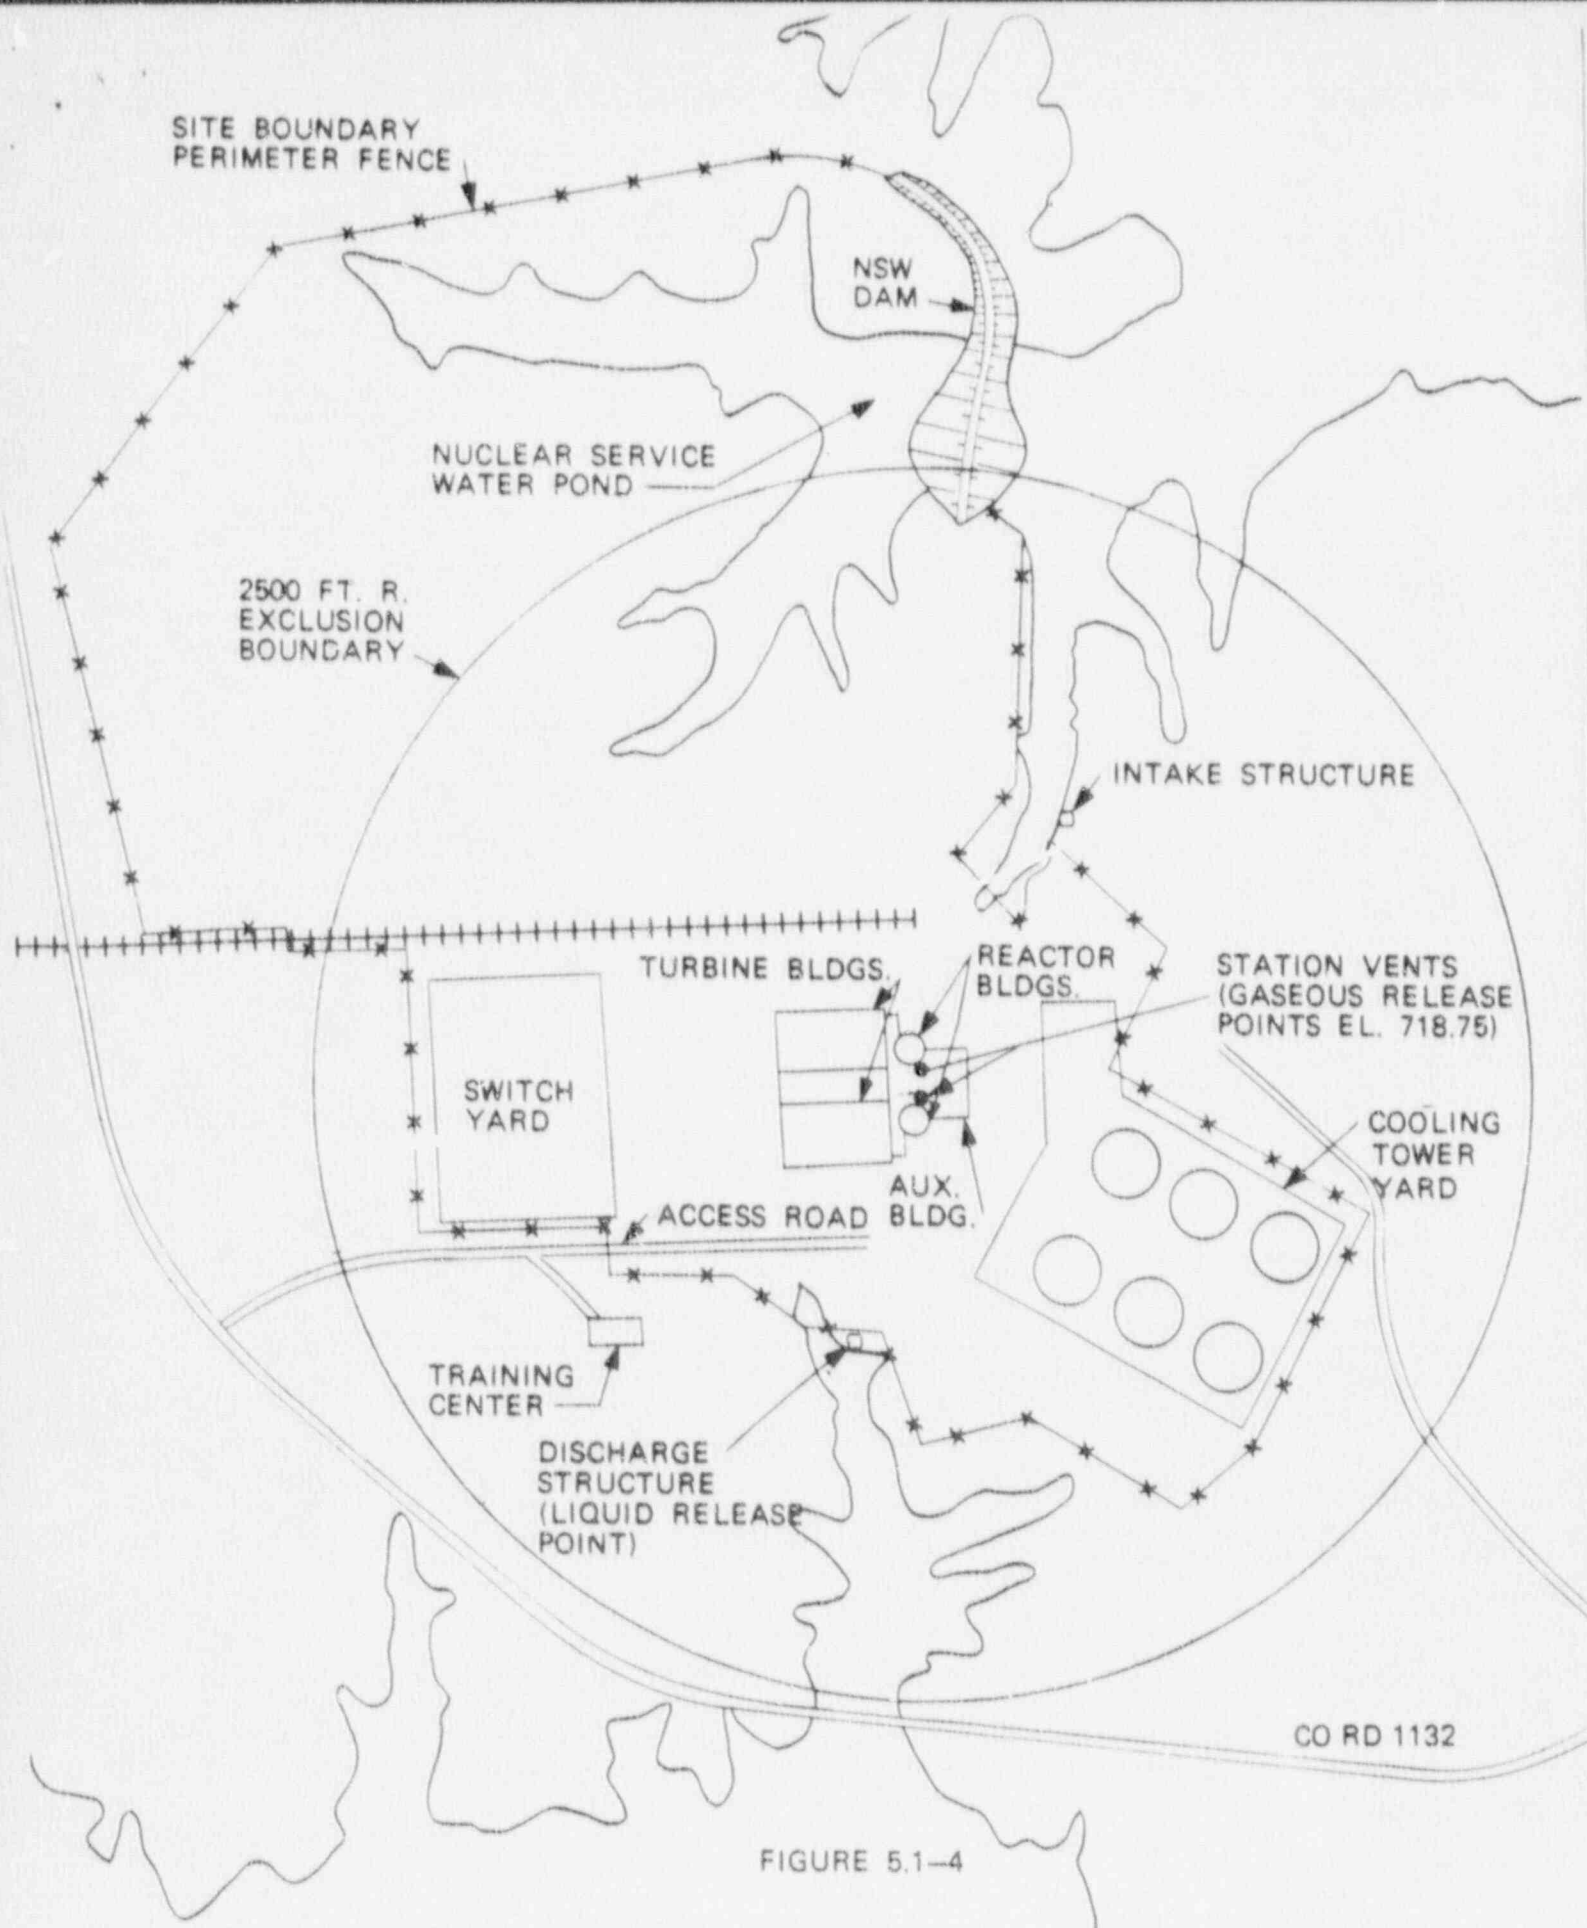 SITE BOUNDARY
PERIMETER FENCE
NSW
DAM
NUCLEAR SERVICE
WATER POND
2500 FT. R.
EXCLUSION
BOUNDARY
INTAKE STRUCTURE
TURBINE BLDGS.
REACTOR
BLDGS.
STATION VENTS
(GASEOUS RELEASE
POINTS EL. 718.75)
SWITCH
YARD
COOLING
TOWER
YARD
AUX.
BLDG.
ACCESS ROAD
TRAINING
CENTER
DISCHARGE
STRUCTURE
(LIQUID RELEASE
POINT)
CO RD 1132
FIGURE 5.1-4